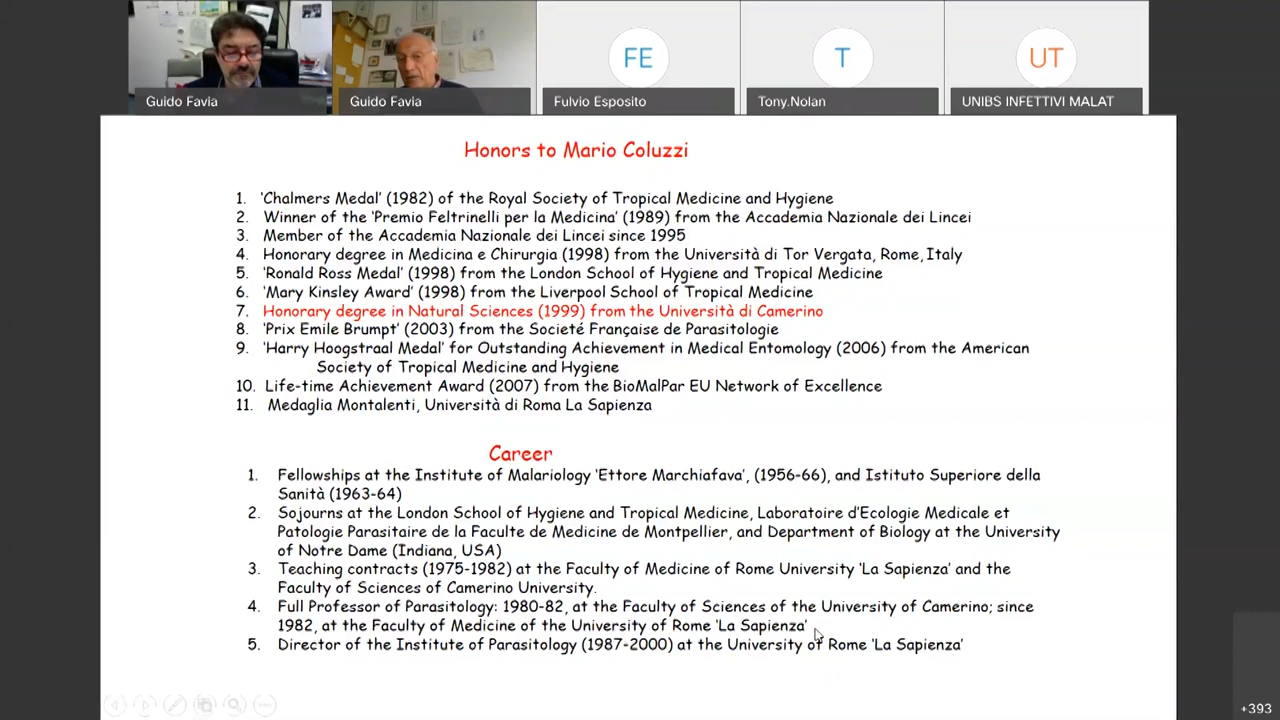 FE
T
UT
Guido Favia
Guido Favia
Fulvio Esposito
Tony.Nolan
UNIBS INFETTIVI MALAT
Honors to Mario Coluzzi
1. ‘Chalmers Medal’ (1982) of the Royal Society of Tropical Medicine and Hygiene
2. Winner of the ‘Premio Feltrinelli per la Medicina’ (1989) from the Accademia Nazionale dei Lincei
3. Member of the Accademia Nazionale dei Lincei since 1995
4. Honorary degree in Medicina e Chirurgia (1998) from the Università di Tor Vergata, Rome, Italy
5. ‘Ronald Ross Medal’ (1998) from the London School of Hygiene and Tropical Medicine
6. ‘Mary Kinsley Award’ (1998) from the Liverpool School of Tropical Medicine
7. Honorary degree in Natural Sciences (1999) from the Università di Camerino
8. ‘Prix Emile Brumpt’ (2003) from the Societé Française de Parasitologie
9. ‘Harry Hoogstraal Medal’ for Outstanding Achievement in Medical Entomology (2006) from the American
Society of Tropical Medicine and Hygiene
10. Life-time Achievement Award (2007) from the BioMalPar EU Network of Excellence
11. Medaglia Montalenti, Università di Roma La Sapienza
Career
1. Fellowships at the Institute of Malariology ‘Ettore Marchiafava’, (1956-66), and Istituto Superiore della
Sanità (1963-64)
2. Sojourns at the London School of Hygiene and Tropical Medicine, Laboratoire d’Ecologie Medicale et
Patologie Parasitaire de la Faculte de Medicine de Montpellier, and Department of Biology at the University
of Notre Dame (Indiana, USA)
3. Teaching contracts (1975-1982) at the Faculty of Medicine of Rome University ‘La Sapienza’ and the
Faculty of Sciences of Camerino University.
4. Full Professor of Parasitology: 1980-82, at the Faculty of Sciences of the University of Camerino; since
1982, at the Faculty of Medicine of the University of Rome ‘La Sapienza’
5. Director of the Institute of Parasitology (1987-2000) at the University of Rome ‘La Sapienza’
+393